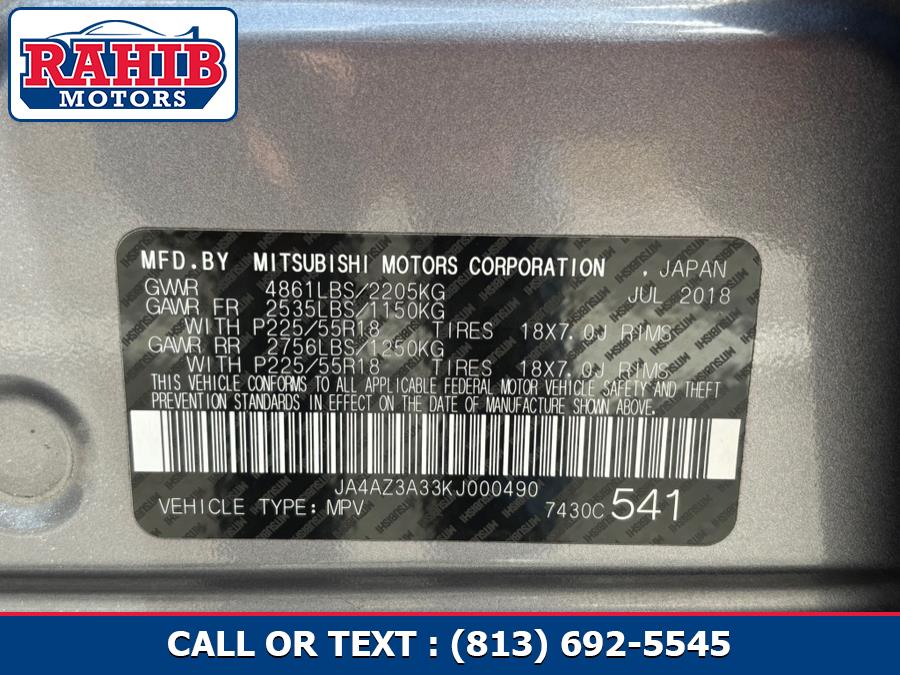 RAHIB
MOTORS
MFD.BY MITSUBISHI MOTORS CORPORATION , JAPAN
GVWR 4861LBS/2205KG JUL 2018
GAWR FR 2535LBS/1150KG
WITH P225/55R18 TIRES 18X7.0J RIMS
GAWR RR 2756LBS/1250KG
WITH P225/55R18 TIRES 18X7.0J RIMS
THIS VEHICLE CONFORMS TO ALL APPLICABLE FEDERAL MOTOR VEHICLE SAFETY AND THEFT
PREVENTION STANDARDS IN EFFECT ON THE DATE OF MANUFACTURE SHOWN ABOVE.
JA4AZ3A33KJ000490
VEHICLE TYPE: MPV 7430C 541
CALL OR TEXT : (813) 692-5545